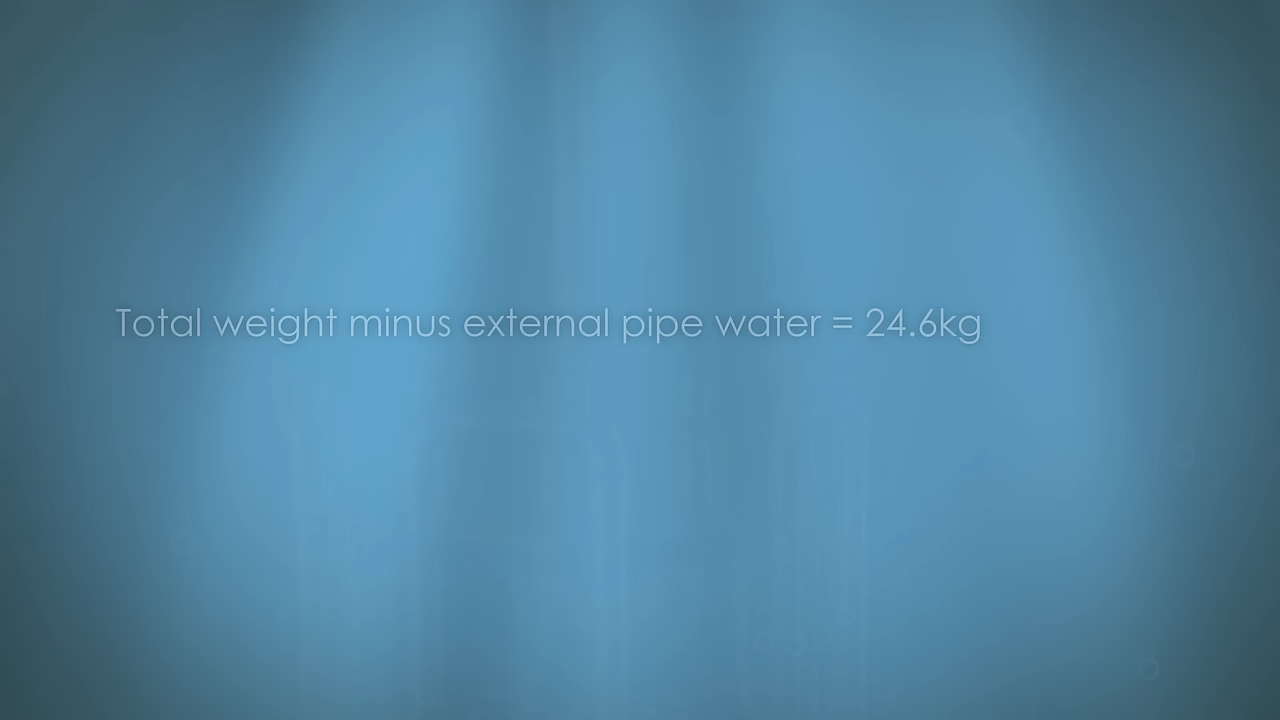 Total weight minus external pipe water = 24.6kg